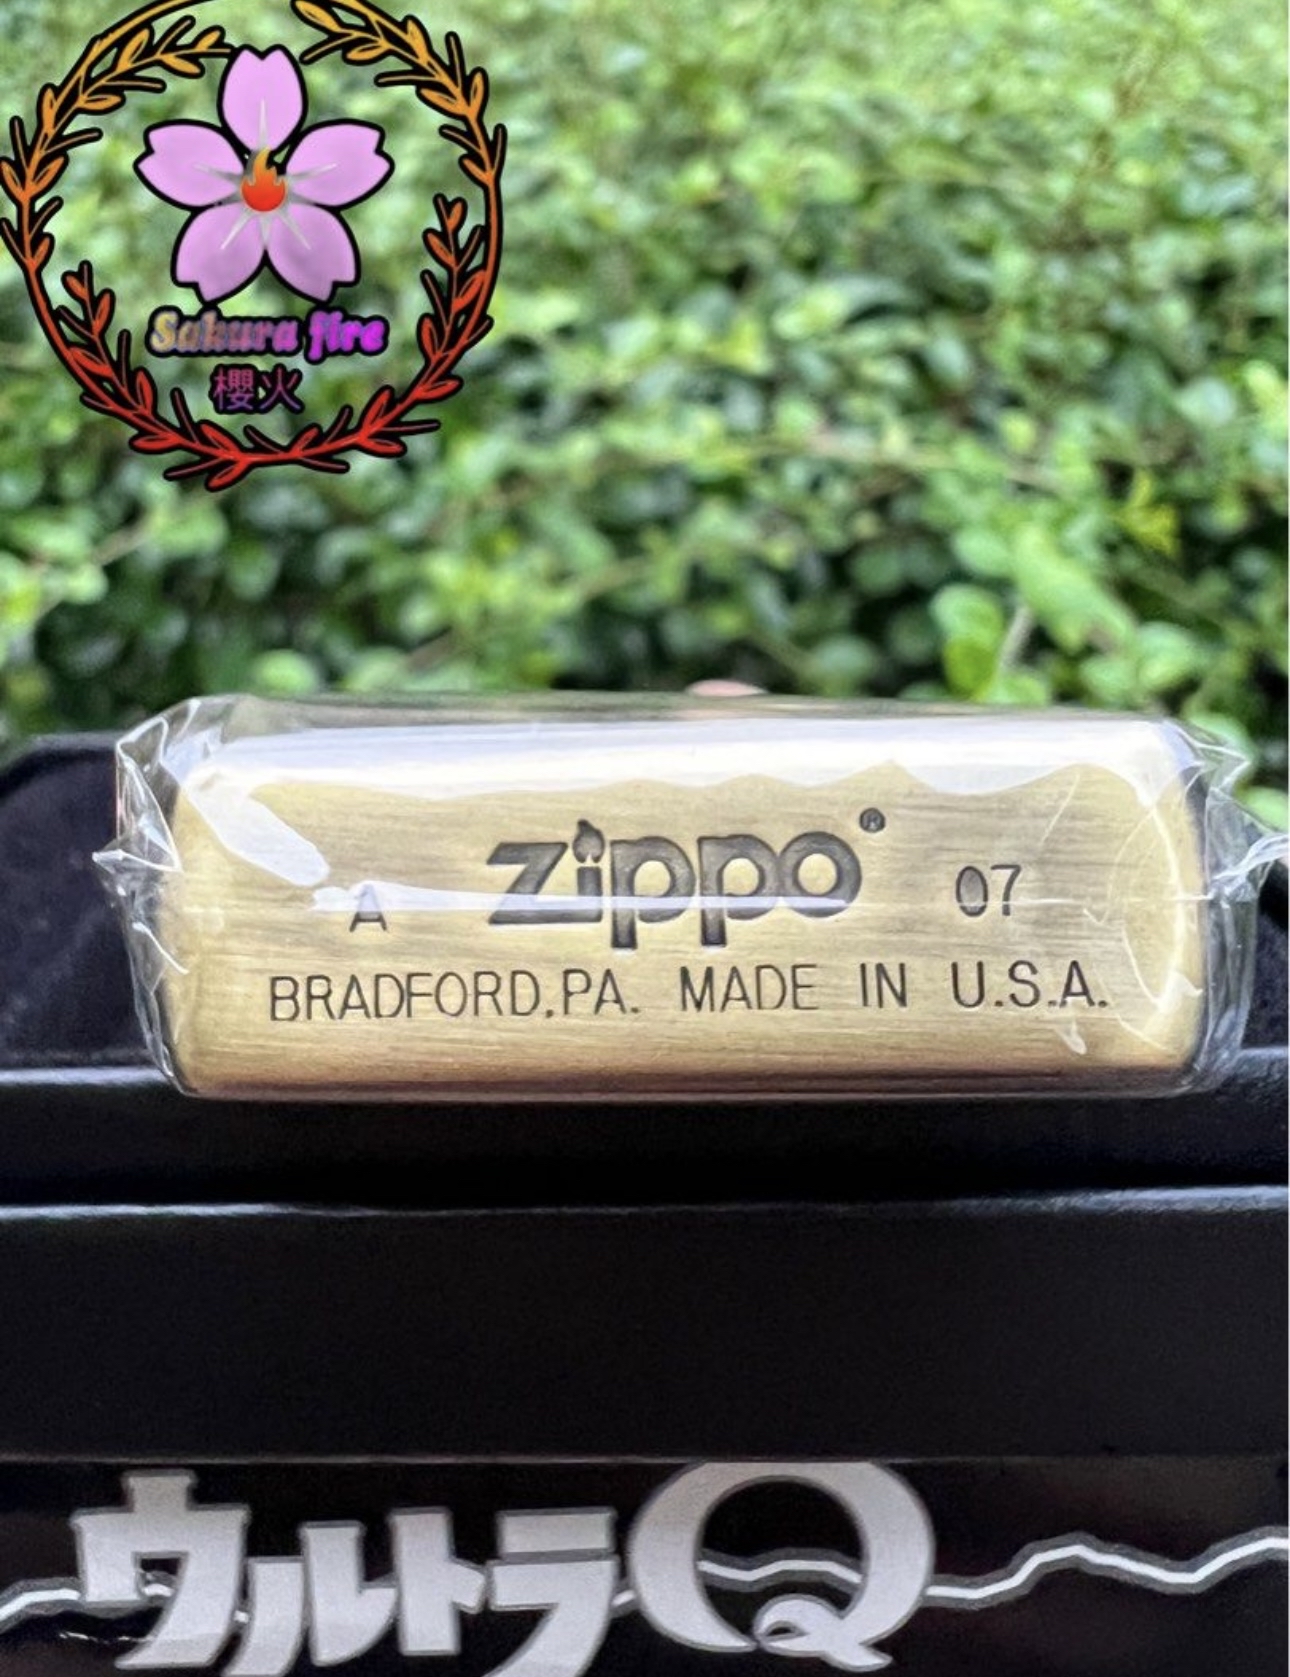 Sakura fire
櫻火
A zippo® 07
BRADFORD,PA. MADE IN U.S.A.
ウルトラQ